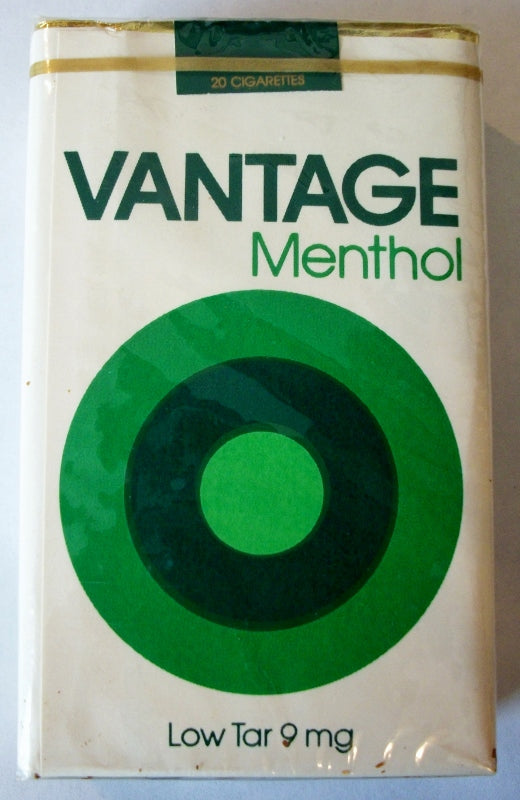 20 CIGARETTES
VANTAGE
Menthol
Low Tar 9 mg